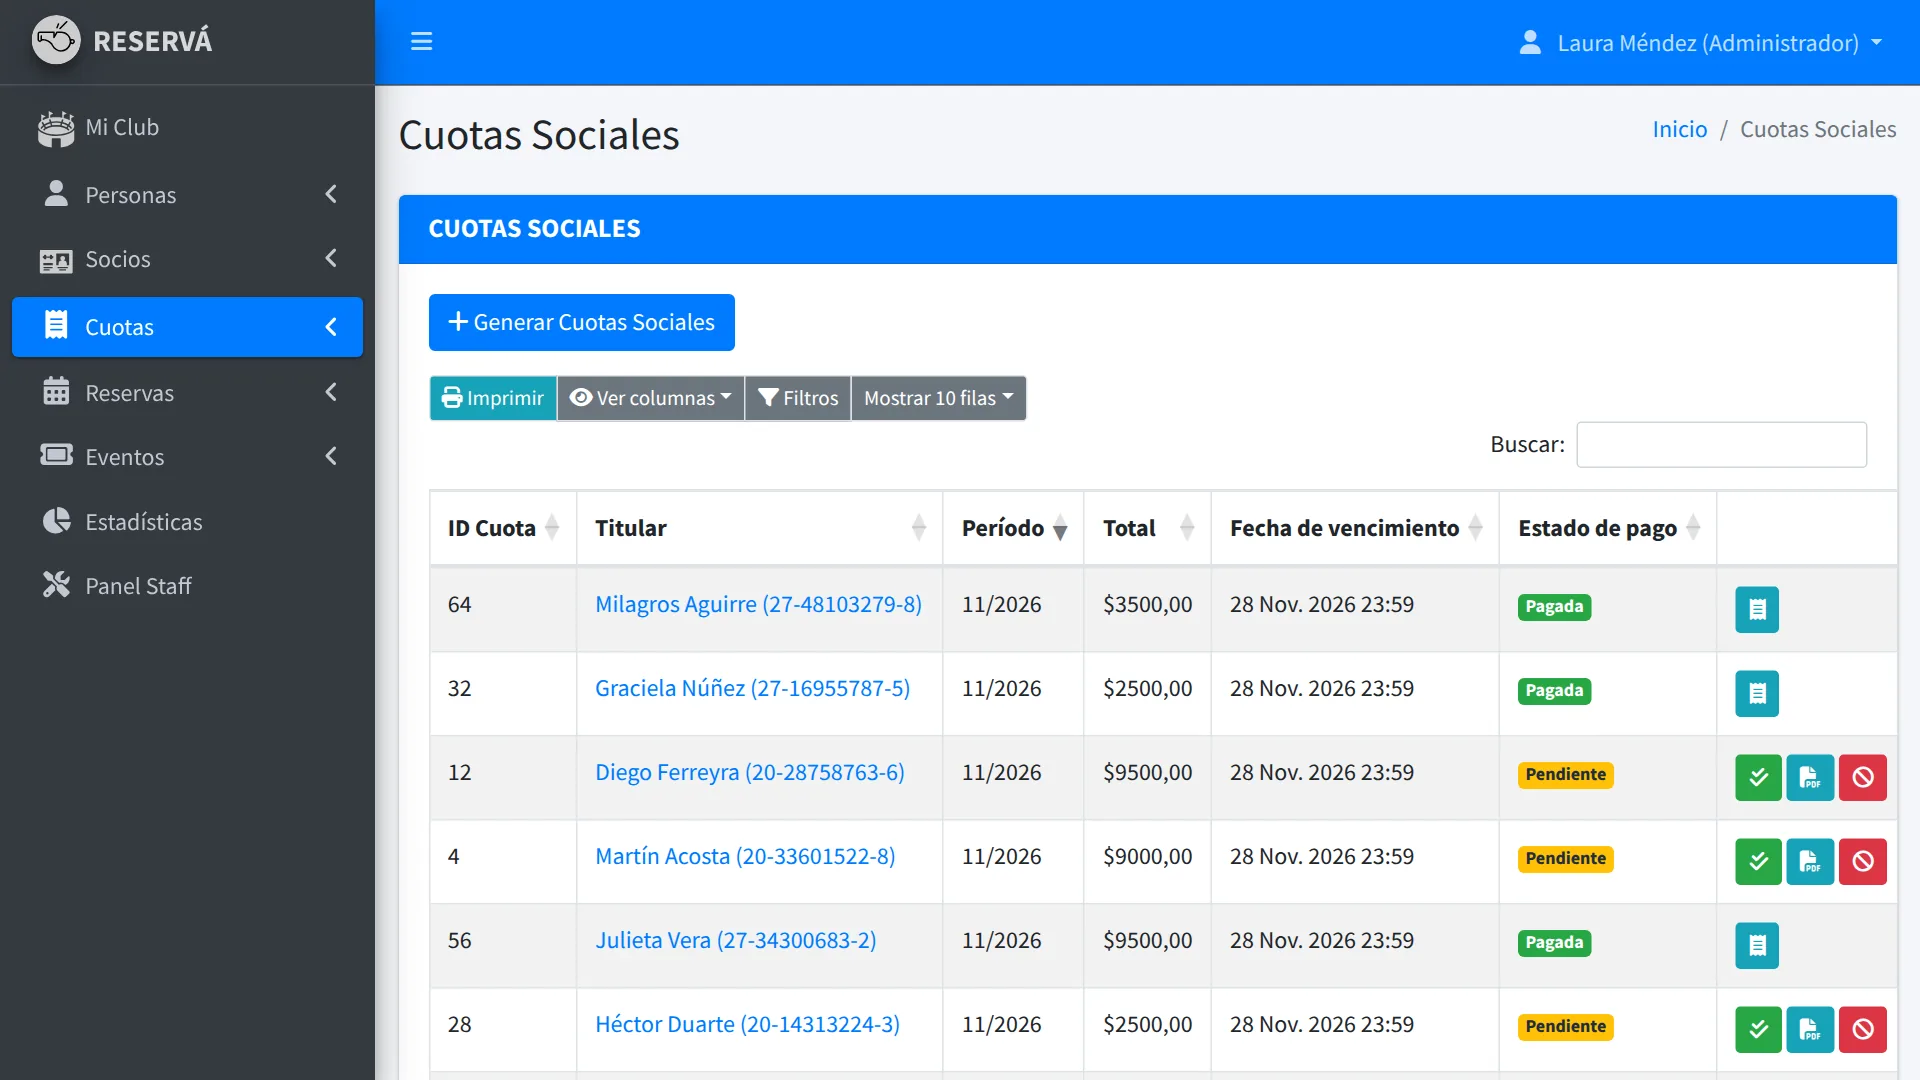 RESERVÁ
Laura Méndez (Administrador)
Mi Club
Personas
Socios
Cuotas
Reservas
Eventos
Estadísticas
Panel Staff
Cuotas Sociales
Inicio / Cuotas Sociales
CUOTAS SOCIALES
Generar Cuotas Sociales
Imprimir Ver columnas Filtros Mostrar 10 filas
Buscar:
ID Cuota Titular Período Total Fecha de vencimiento Estado de pago
64 Milagros Aguirre (27-48103279-8) 11/2026 $3500,00 28 Nov. 2026 23:59 Pagada
32 Graciela Núñez (27-16955787-5) 11/2026 $2500,00 28 Nov. 2026 23:59 Pagada
12 Diego Ferreyra (20-28758763-6) 11/2026 $9500,00 28 Nov. 2026 23:59 Pendiente PDF
4 Martín Acosta (20-33601522-8) 11/2026 $9000,00 28 Nov. 2026 23:59 Pendiente PDF
56 Julieta Vera (27-34300683-2) 11/2026 $9500,00 28 Nov. 2026 23:59 Pagada
28 Héctor Duarte (20-14313224-3) 11/2026 $2500,00 28 Nov. 2026 23:59 Pendiente PDF